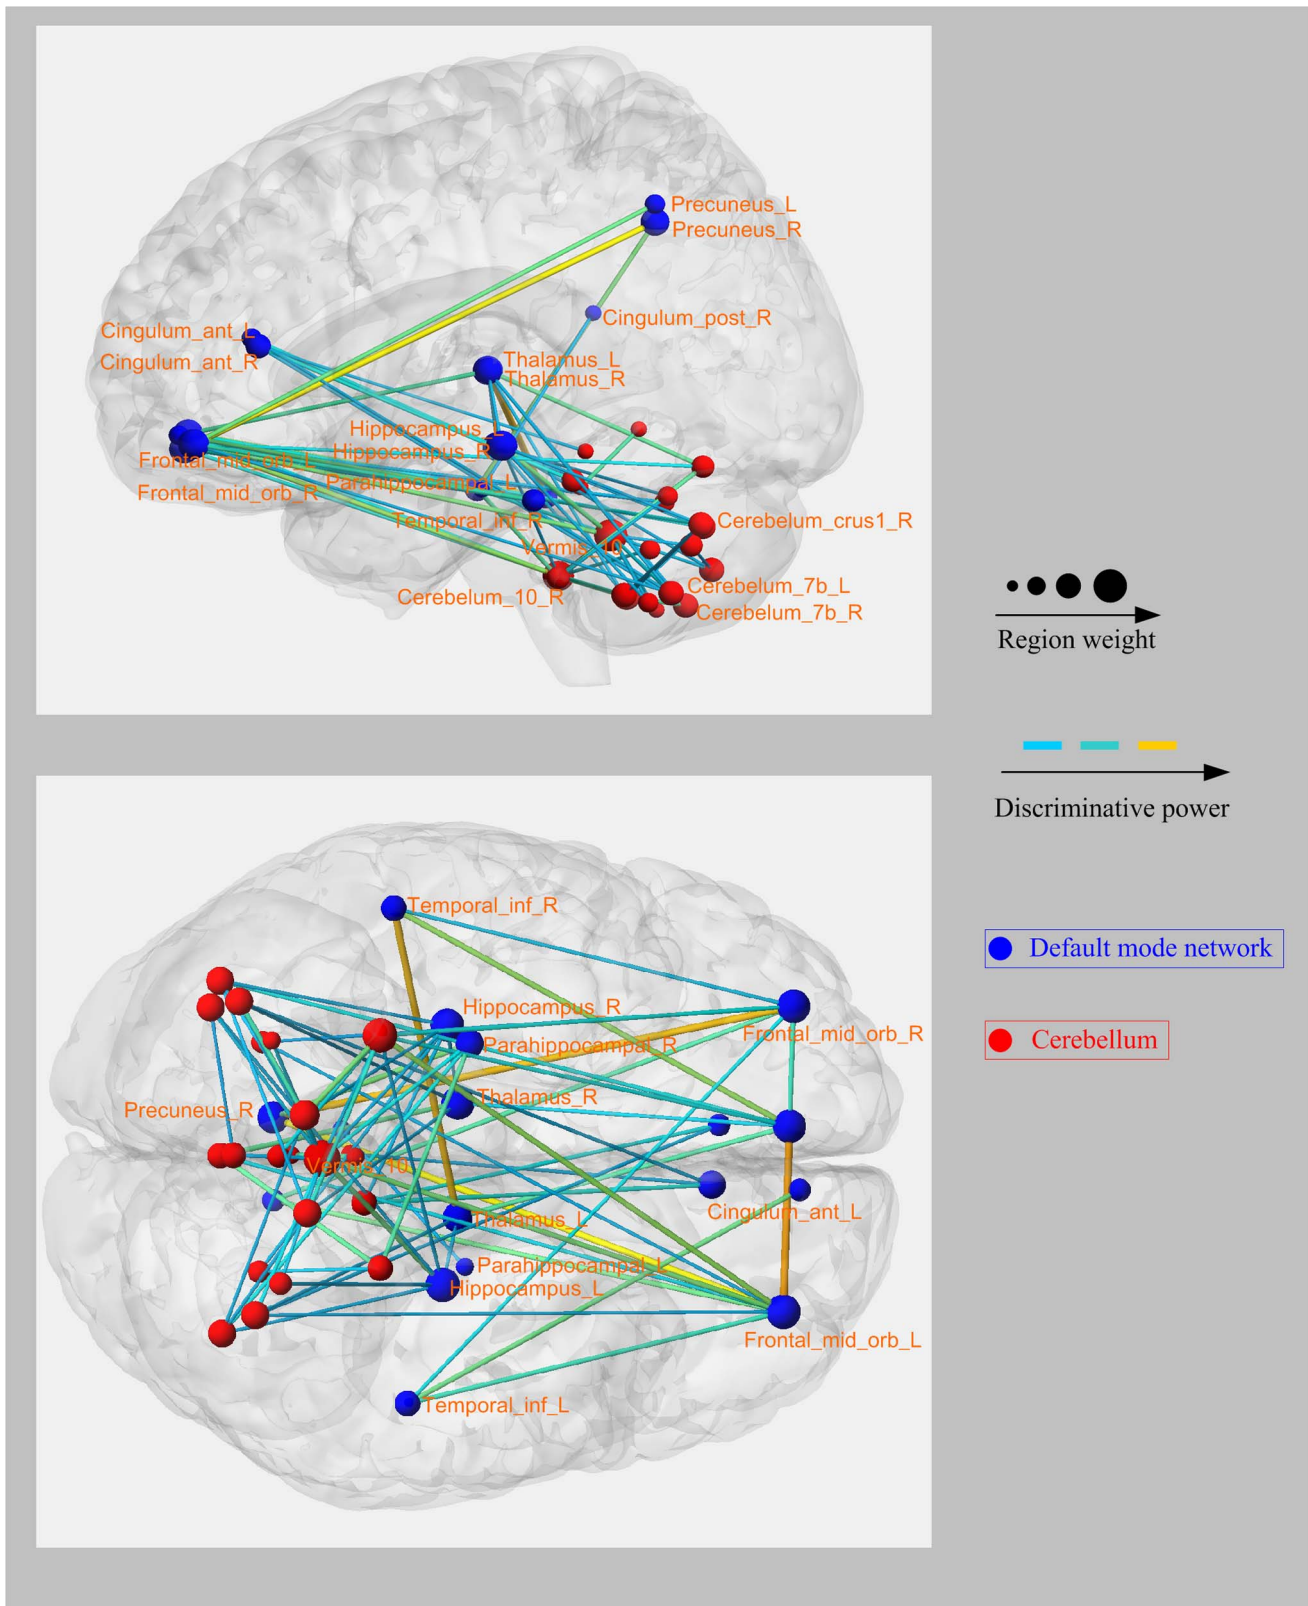 Precuneus_L
Precuneus_R
Cingulum_post_R
Cingulum_ant_L
Cingulum_ant_R
Thalamus_L
Thalamus_R
Hippocampus_L
Hippocampus_R
Frontal_mid_orb_L
Parahippocampal_L
Frontal_mid_orb_R
Temporal_inf_R
Cerebelum_crus1_R
Vermis_10
Cerebelum_7b_L
Cerebelum_10_R
Cerebelum_7b_R
Region weight
Discriminative power
Temporal_inf_R
Default mode network
Hippocampus_R
Frontal_mid_orb_R
Parahippocampal_R
Cerebellum
Thalamus_R
Precuneus_R
Vermis_10
Cingulum_ant_L
Thalamus_L
Parahippocampal_L
Hippocampus_L
Frontal_mid_orb_L
Temporal_inf_L